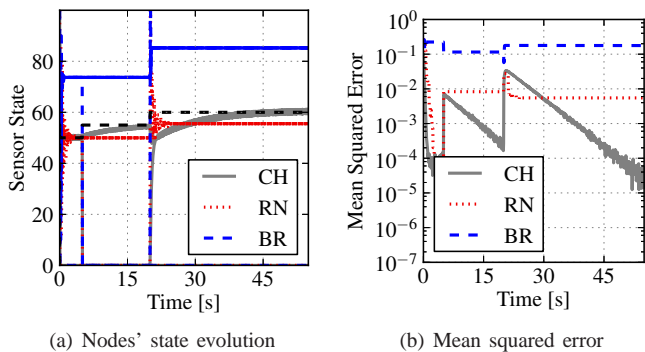 Sensor State
80
60
40
20
0
0
15
30
45
Time [s]
CH
RN
BR
(a) Nodes' state evolution
Mean Squared Error
10^0
10^-1
10^-2
10^-3
10^-4
10^-5
10^-6
10^-7
0
15
30
45
Time [s]
CH
RN
BR
(b) Mean squared error